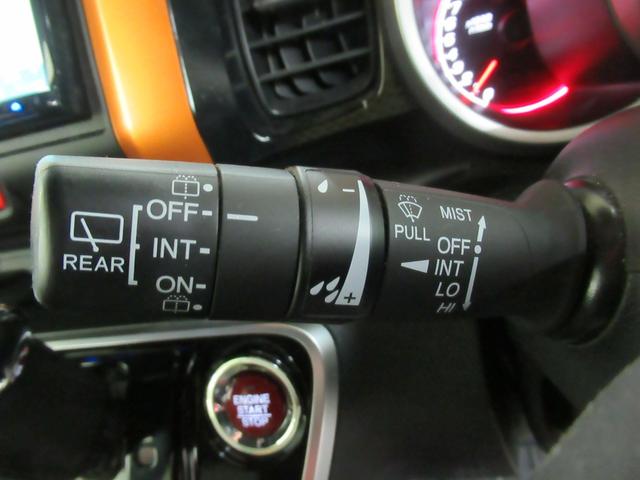 REAR
OFF
INT
ON
- 
+
PULL
MIST
OFF
INT
LO
HI
ENGINE
START
STOP